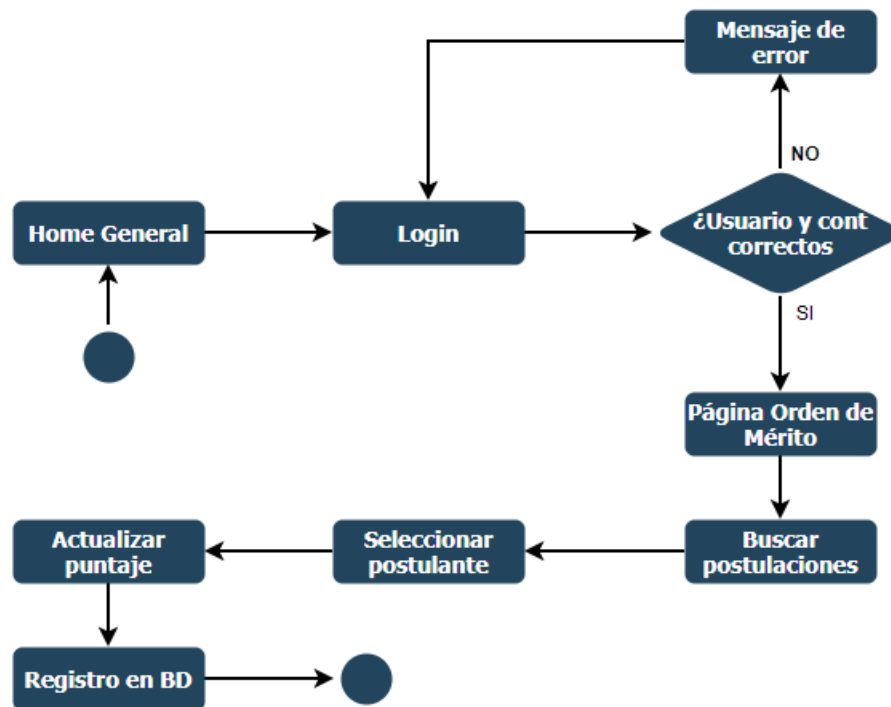 Mensaje de
error
NO
Home General
Login
¿Usuario y cont
correctos
SI
Página Orden de
Mérito
Actualizar
puntaje
Seleccionar
postulante
Buscar
postulaciones
Registro en BD